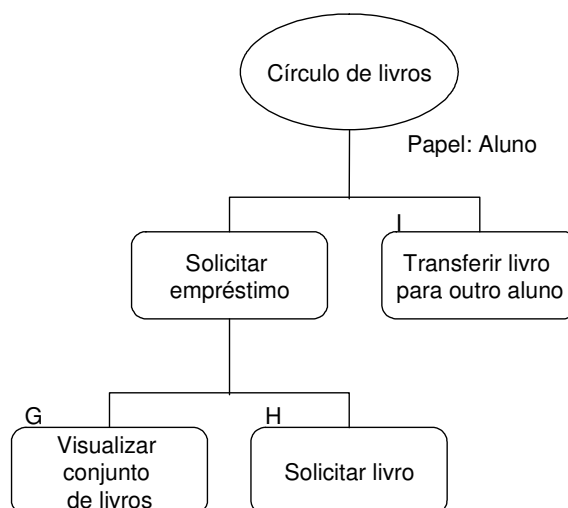 Círculo de livros
Papel: Aluno
I
Solicitar
empréstimo
Transferir livro
para outro aluno
G
Visualizar
conjunto
de livros
H
Solicitar livro